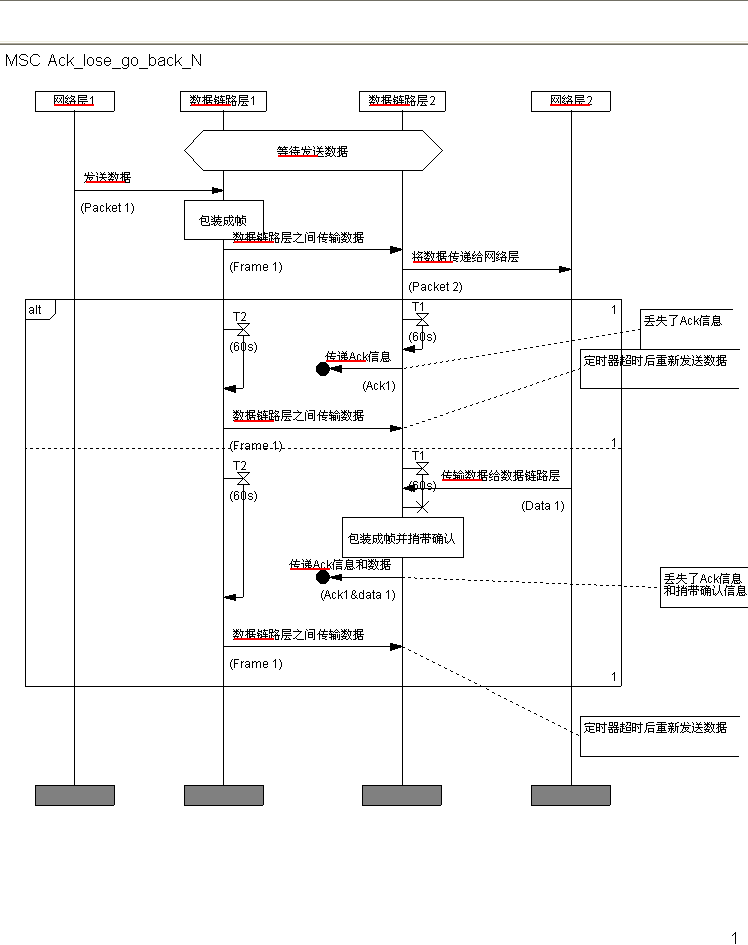 MSC Ack_lose_go_back_N
网络层1
数据链路层1
数据链路层2
网络层2
等待发送数据
发送数据
(Packet 1)
包装成帧
数据链路层之间传输数据
(Frame 1)
将数据传递给网络层
(Packet 2)
alt
1
T2
(60s)
T1
(60s)
丢失了Ack信息
传递Ack信息
(Ack1)
定时器超时后重新发送数据
数据链路层之间传输数据
(Frame 1)
1
T2
(60s)
T1
(60s)
传输数据给数据链路层
(Data 1)
包装成帧并捎带确认
传递Ack信息和数据
(Ack1&data 1)
丢失了Ack信息
和捎带确认信息
数据链路层之间传输数据
(Frame 1)
1
定时器超时后重新发送数据
1